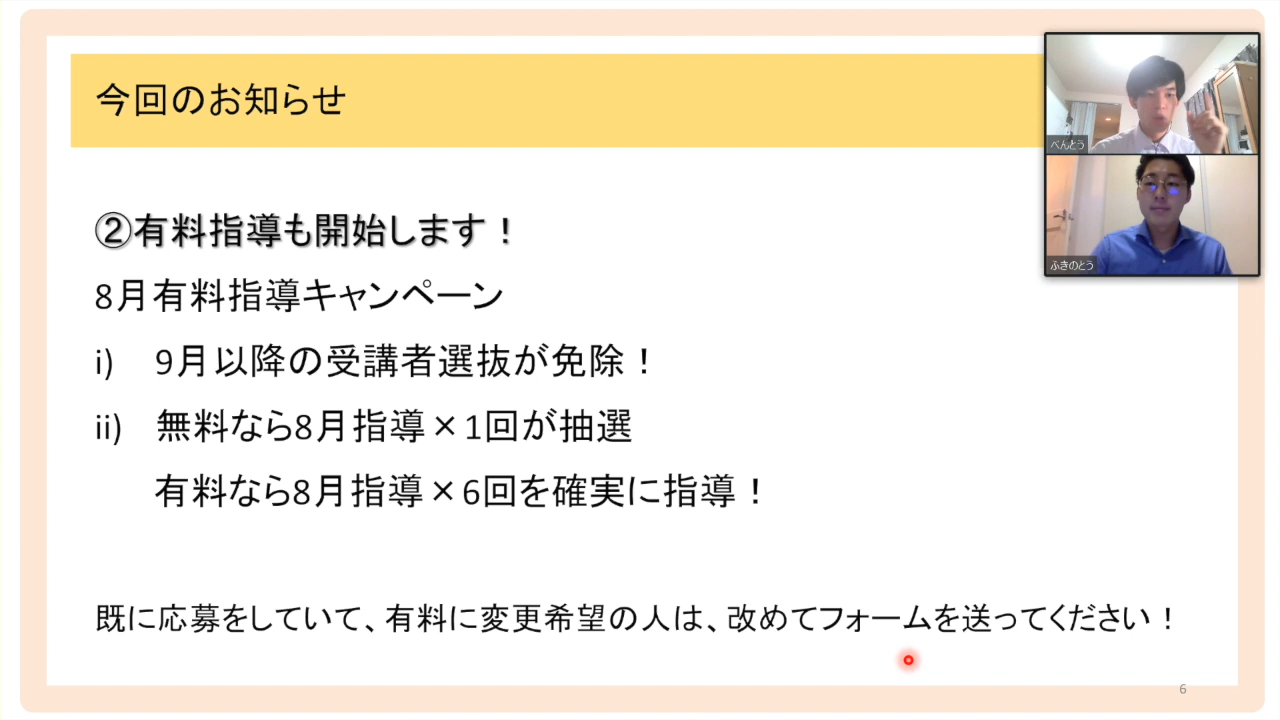 今回のお知らせ
べんとう
ふきのとう
②有料指導も開始します！
8月有料指導キャンペーン
i) 9月以降の受講者選抜が免除！
ii) 無料なら8月指導×1回が抽選
有料なら8月指導×6回を確実に指導！
既に応募をしていて、有料に変更希望の人は、改めてフォームを送ってください！
6